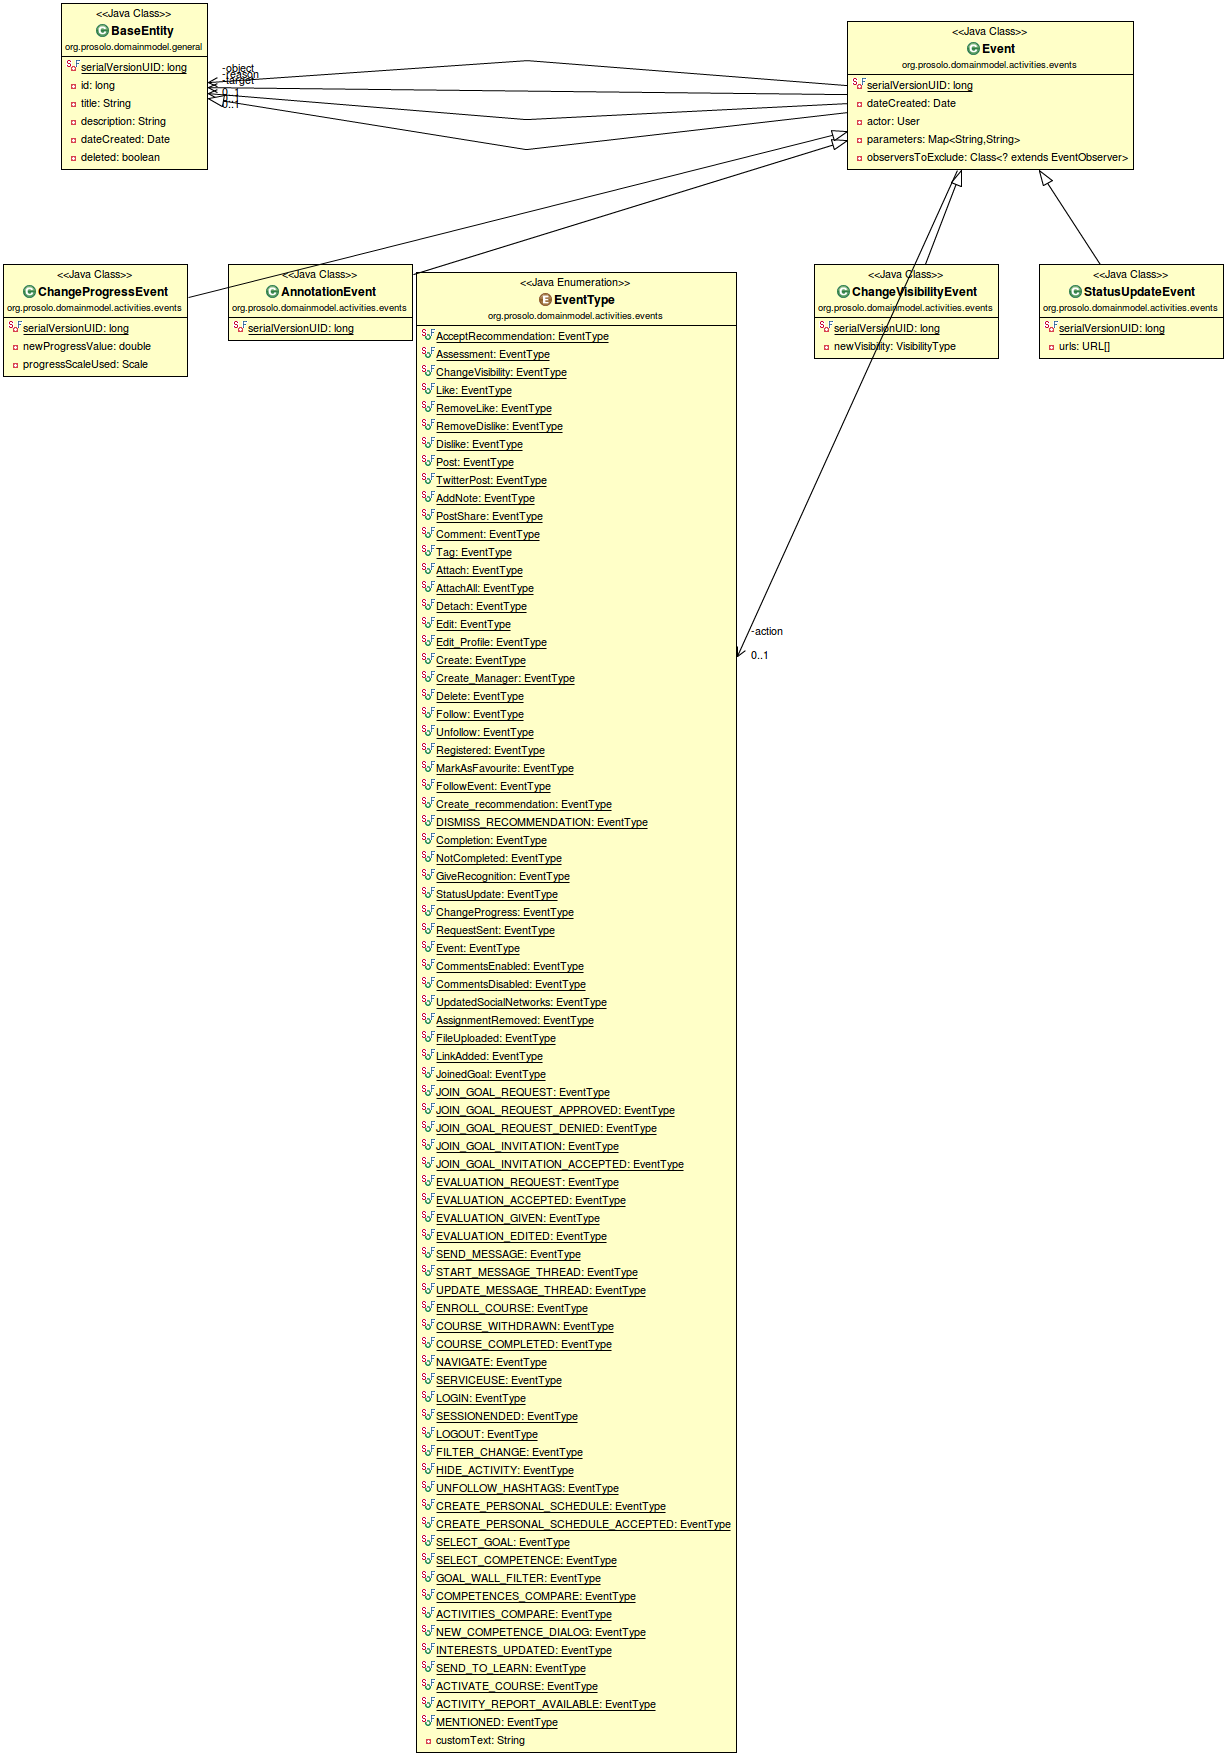 <<Java Class>>
BaseEntity
org.prosolo.domainmodel.general
serialVersionUID: long
id: long
title: String
description: String
dateCreated: Date
deleted: boolean
-object
-reason
-target
0..1
0..1
<<Java Class>>
Event
org.prosolo.domainmodel.activities.events
serialVersionUID: long
dateCreated: Date
actor: User
parameters: Map<String,String>
observersToExclude: Class<? extends EventObserver>
<<Java Class>>
ChangeProgressEvent
org.prosolo.domainmodel.activities.events
serialVersionUID: long
newProgressValue: double
progressScaleUsed: Scale
<<Java Class>>
AnnotationEvent
org.prosolo.domainmodel.activities.events
serialVersionUID: long
<<Java Enumeration>>
EventType
org.prosolo.domainmodel.activities.events
AcceptRecommendation: EventType
Assessment: EventType
ChangeVisibility: EventType
Like: EventType
RemoveLike: EventType
RemoveDislike: EventType
Dislike: EventType
Post: EventType
TwitterPost: EventType
AddNote: EventType
PostShare: EventType
Comment: EventType
Tag: EventType
Attach: EventType
AttachAll: EventType
Detach: EventType
Edit: EventType
Edit_Profile: EventType
Create: EventType
Create_Manager: EventType
Delete: EventType
Follow: EventType
Unfollow: EventType
Registered: EventType
MarkAsFavourite: EventType
FollowEvent: EventType
Create_recommendation: EventType
DISMISS_RECOMMENDATION: EventType
Completion: EventType
NotCompleted: EventType
GiveRecognition: EventType
StatusUpdate: EventType
ChangeProgress: EventType
RequestSent: EventType
Event: EventType
CommentsEnabled: EventType
CommentsDisabled: EventType
UpdatedSocialNetworks: EventType
AssignmentRemoved: EventType
FileUploaded: EventType
LinkAdded: EventType
JoinedGoal: EventType
JOIN_GOAL_REQUEST: EventType
JOIN_GOAL_REQUEST_APPROVED: EventType
JOIN_GOAL_REQUEST_DENIED: EventType
JOIN_GOAL_INVITATION: EventType
JOIN_GOAL_INVITATION_ACCEPTED: EventType
EVALUATION_REQUEST: EventType
EVALUATION_ACCEPTED: EventType
EVALUATION_GIVEN: EventType
EVALUATION_EDITED: EventType
SEND_MESSAGE: EventType
START_MESSAGE_THREAD: EventType
UPDATE_MESSAGE_THREAD: EventType
ENROLL_COURSE: EventType
COURSE_WITHDRAWN: EventType
COURSE_COMPLETED: EventType
NAVIGATE: EventType
SERVICEUSE: EventType
LOGIN: EventType
SESSIONENDED: EventType
LOGOUT: EventType
FILTER_CHANGE: EventType
HIDE_ACTIVITY: EventType
UNFOLLOW_HASHTAGS: EventType
CREATE_PERSONAL_SCHEDULE: EventType
CREATE_PERSONAL_SCHEDULE_ACCEPTED: EventType
SELECT_GOAL: EventType
SELECT_COMPETENCE: EventType
GOAL_WALL_FILTER: EventType
COMPETENCES_COMPARE: EventType
ACTIVITIES_COMPARE: EventType
NEW_COMPETENCE_DIALOG: EventType
INTERESTS_UPDATED: EventType
SEND_TO_LEARN: EventType
ACTIVATE_COURSE: EventType
ACTIVITY_REPORT_AVAILABLE: EventType
MENTIONED: EventType
customText: String
-action
0..1
<<Java Class>>
ChangeVisibilityEvent
org.prosolo.domainmodel.activities.events
serialVersionUID: long
newVisibility: VisibilityType
<<Java Class>>
StatusUpdateEvent
org.prosolo.domainmodel.activities.events
serialVersionUID: long
urls: URL[]